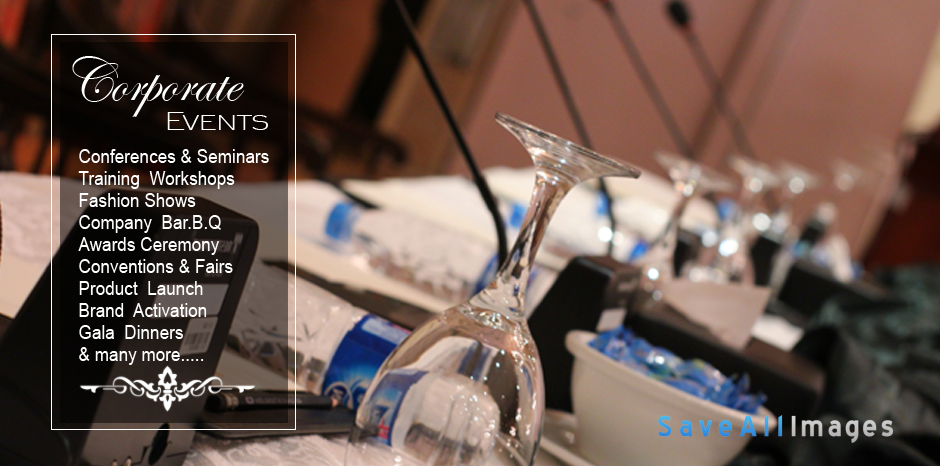 Corporate
EVENTS
Conferences & Seminars
Training Workshops
Fashion Shows
Company Bar.B.Q
Awards Ceremony
Conventions & Fairs
Product Launch
Brand Activation
Gala Dinners
& many more.....
SaveAllImages